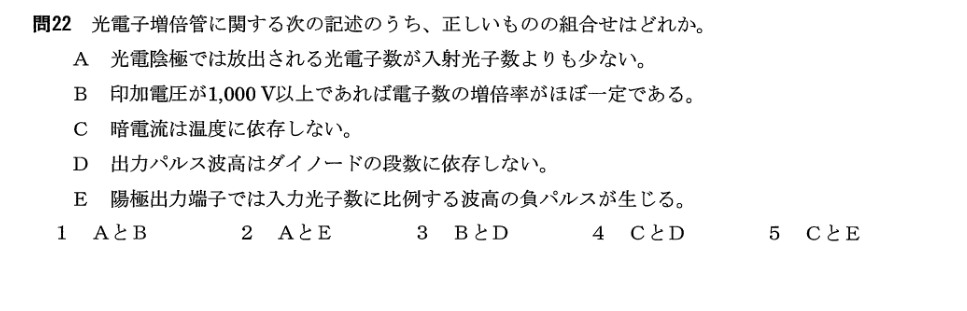 問22 光電子増倍管に関する次の記述のうち、正しいものの組合せはどれか。
A 光電陰極では放出される光電子数が入射光子数よりも少ない。
B 印加電圧が1,000 V以上であれば電子数の増倍率がほぼ一定である。
C 暗電流は温度に依存しない。
D 出力パルス波高はダイノードの段数に依存しない。
E 陽極出力端子では入力光子数に比例する波高の負パルスが生じる。
1 AとB 2 AとE 3 BとD 4 CとD 5 CとE